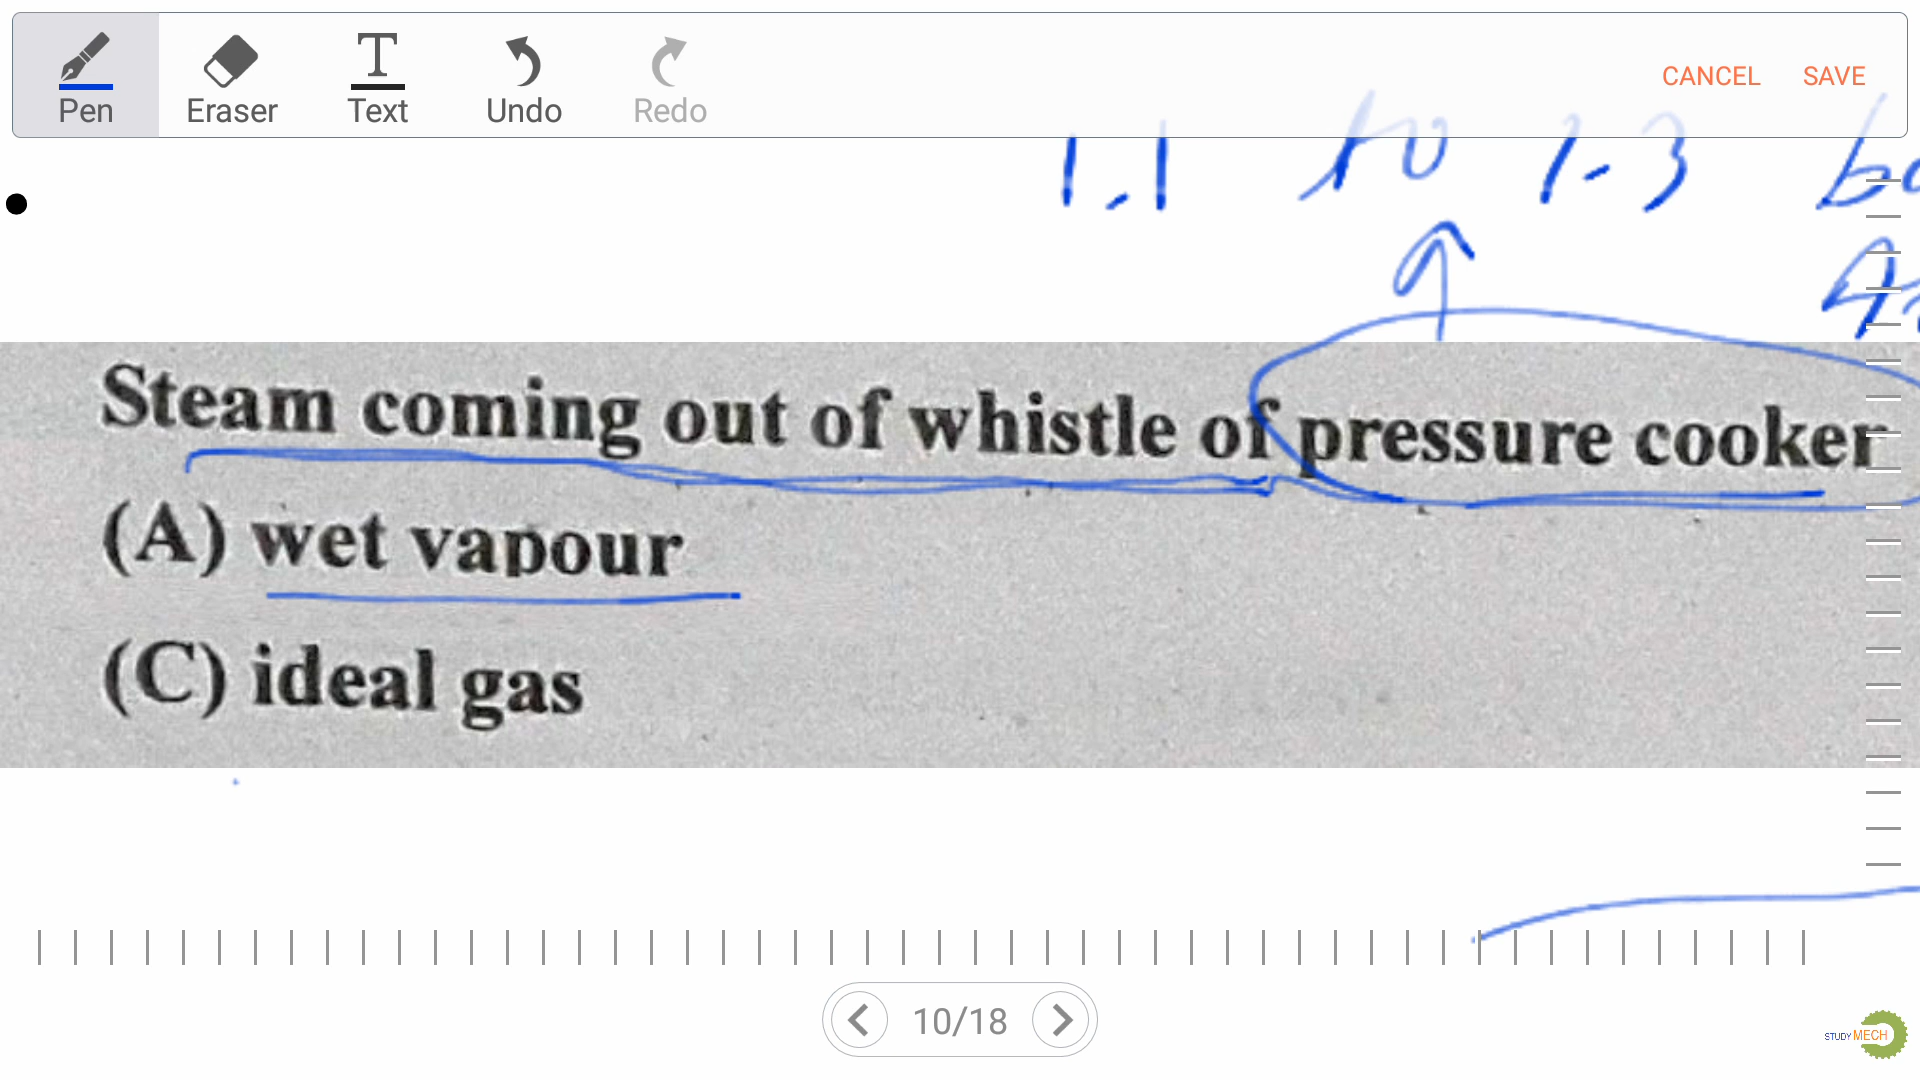 Pen Eraser Text Undo Redo CANCEL SAVE
1.1 to 1.3
Steam coming out of whistle of pressure cooker
(A) wet vapour
(C) ideal gas
10/18
STUDY MECH